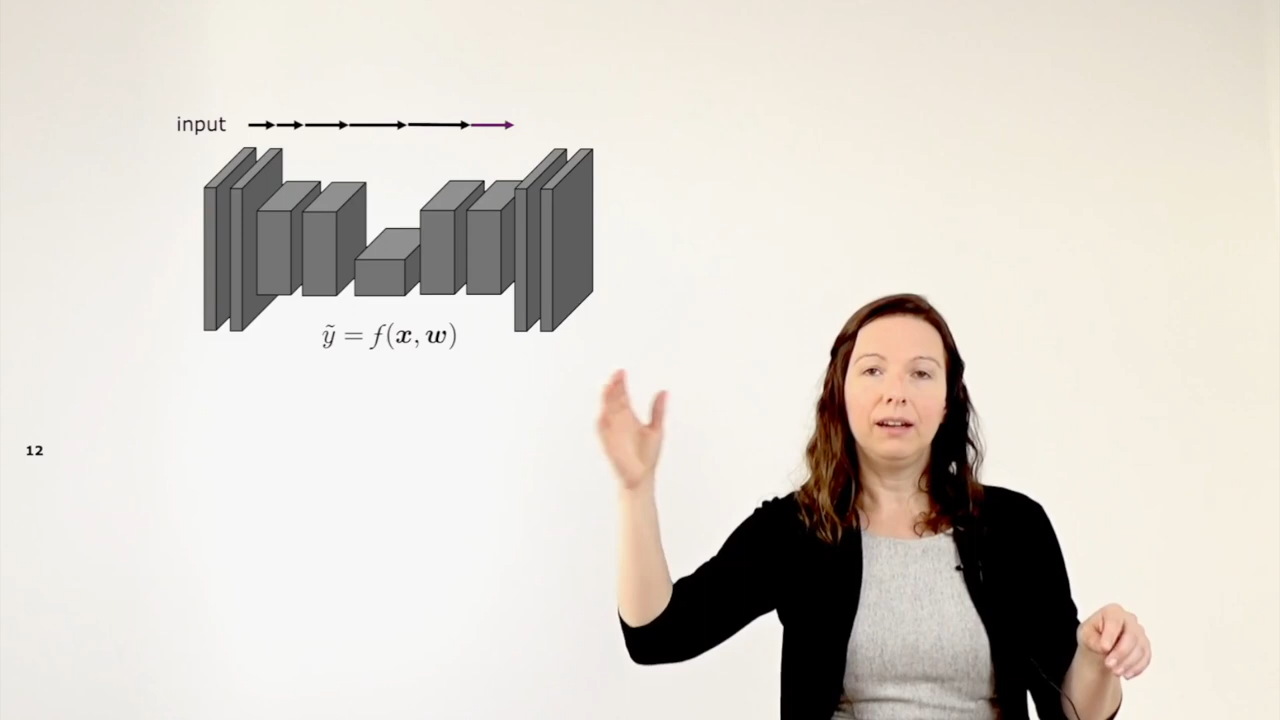 input
ỹ = f(x, w)
12